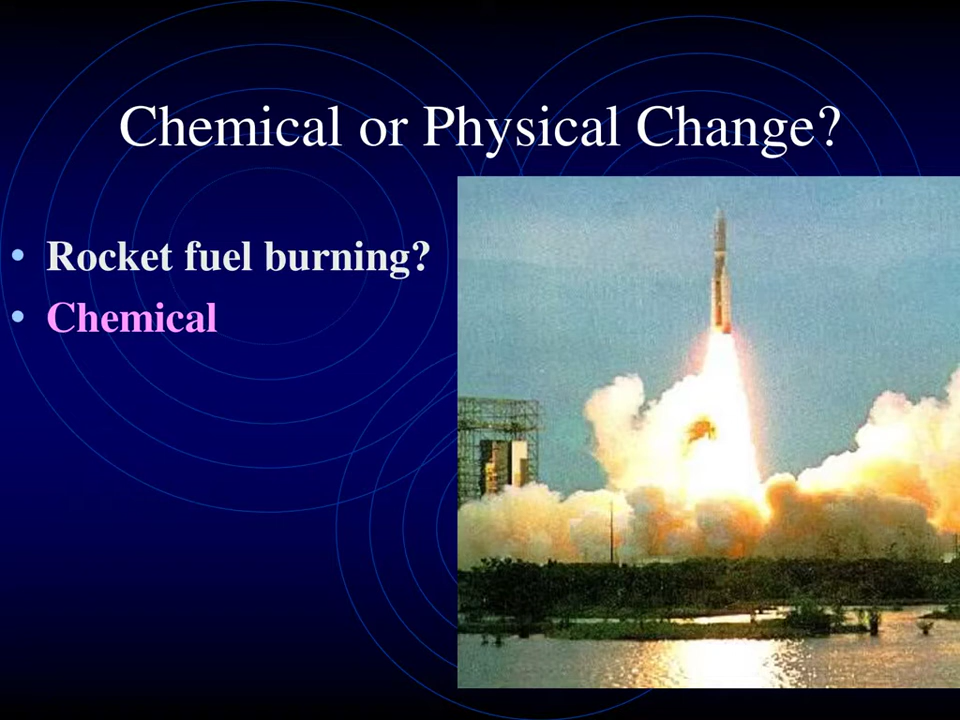 Chemical or Physical Change?
• Rocket fuel burning?
• Chemical